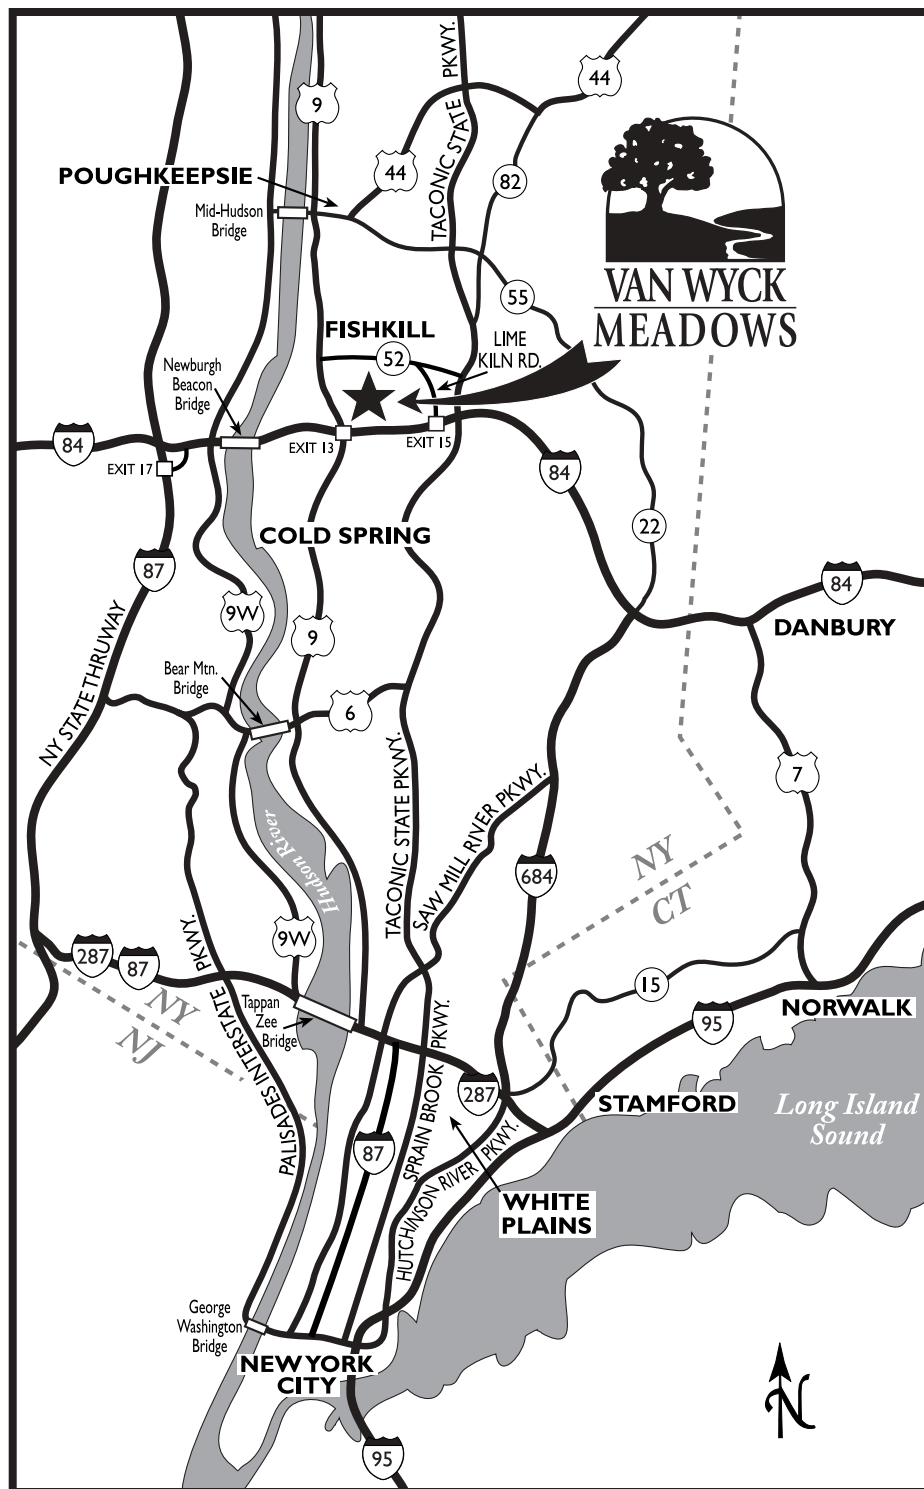 TACONIC STATE PKWY.
44
9
44
82
POUGHKEEPSIE
Mid-Hudson
Bridge
VAN WYCK
MEADOWS
55
FISHKILL
52
LIME
KILN RD.
Newburgh
Beacon
Bridge
84
EXIT 13
EXIT 15
EXIT 17
84
22
COLD SPRING
87
84
9W
9
DANBURY
NY STATE THRUWAY
Bear Mtn.
Bridge
6
TACONIC STATE PKWY.
SAW MILL RIVER PKWY.
7
Hudson River
684
NY
CT
9W
287
87
PALISADES INTERSTATE PKWY.
NY
NJ
Tappan
Zee
Bridge
15
NORWALK
95
SPRAIN BROOK PKWY.
287
STAMFORD
Long Island
Sound
87
HUTCHINSON RIVER PKWY.
WHITE
PLAINS
George
Washington
Bridge
NEW YORK
CITY
N
95